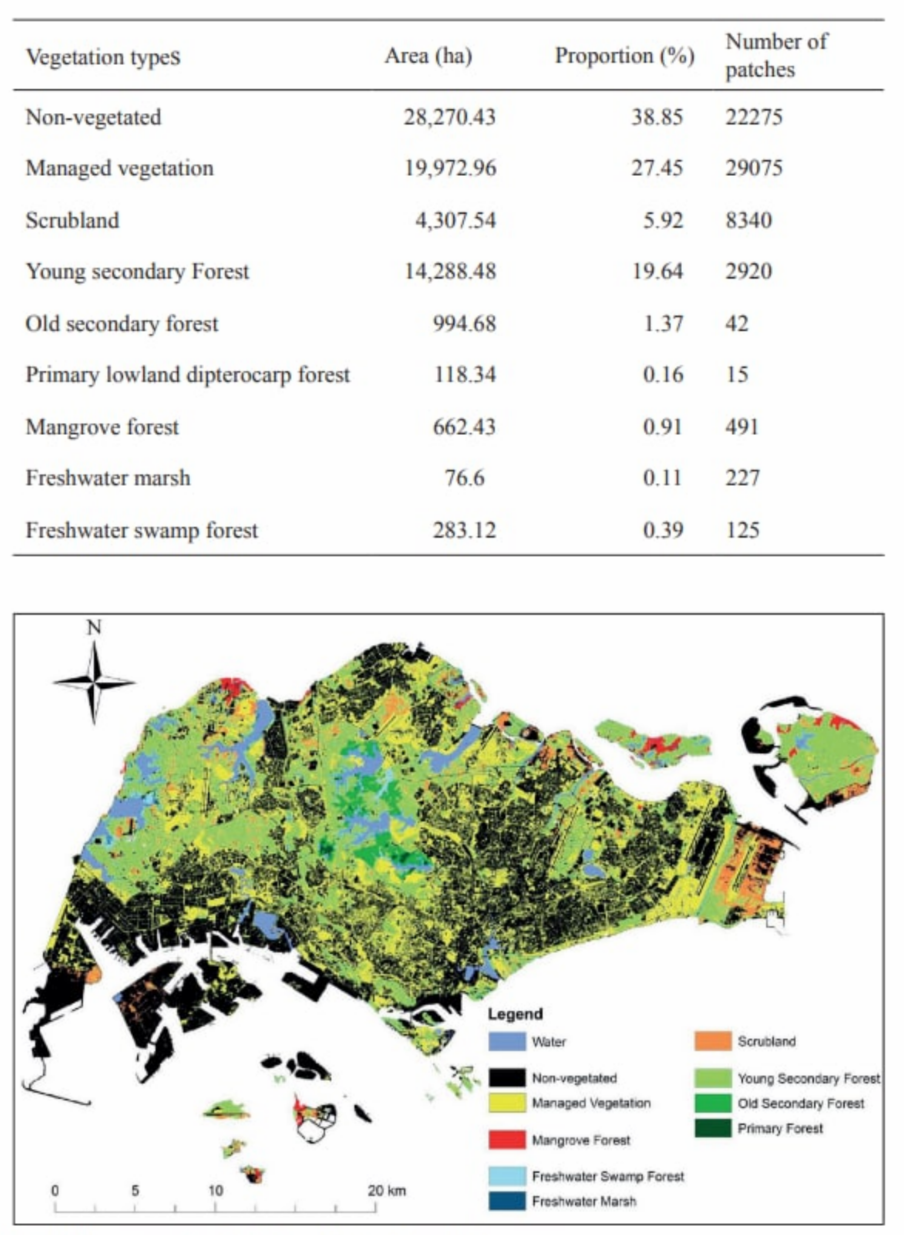 Vegetation types Area (ha) Proportion (%) Number of patches
Non-vegetated 28,270.43 38.85 22275
Managed vegetation 19,972.96 27.45 29075
Scrubland 4,307.54 5.92 8340
Young secondary Forest 14,288.48 19.64 2920
Old secondary forest 994.68 1.37 42
Primary lowland dipterocarp forest 118.34 0.16 15
Mangrove forest 662.43 0.91 491
Freshwater marsh 76.6 0.11 227
Freshwater swamp forest 283.12 0.39 125
N
Legend
Water
Non-vegetated
Managed Vegetation
Mangrove Forest
Freshwater Swamp Forest
Freshwater Marsh
Scrubland
Young Secondary Forest
Old Secondary Forest
Primary Forest
0 5 10 20 km